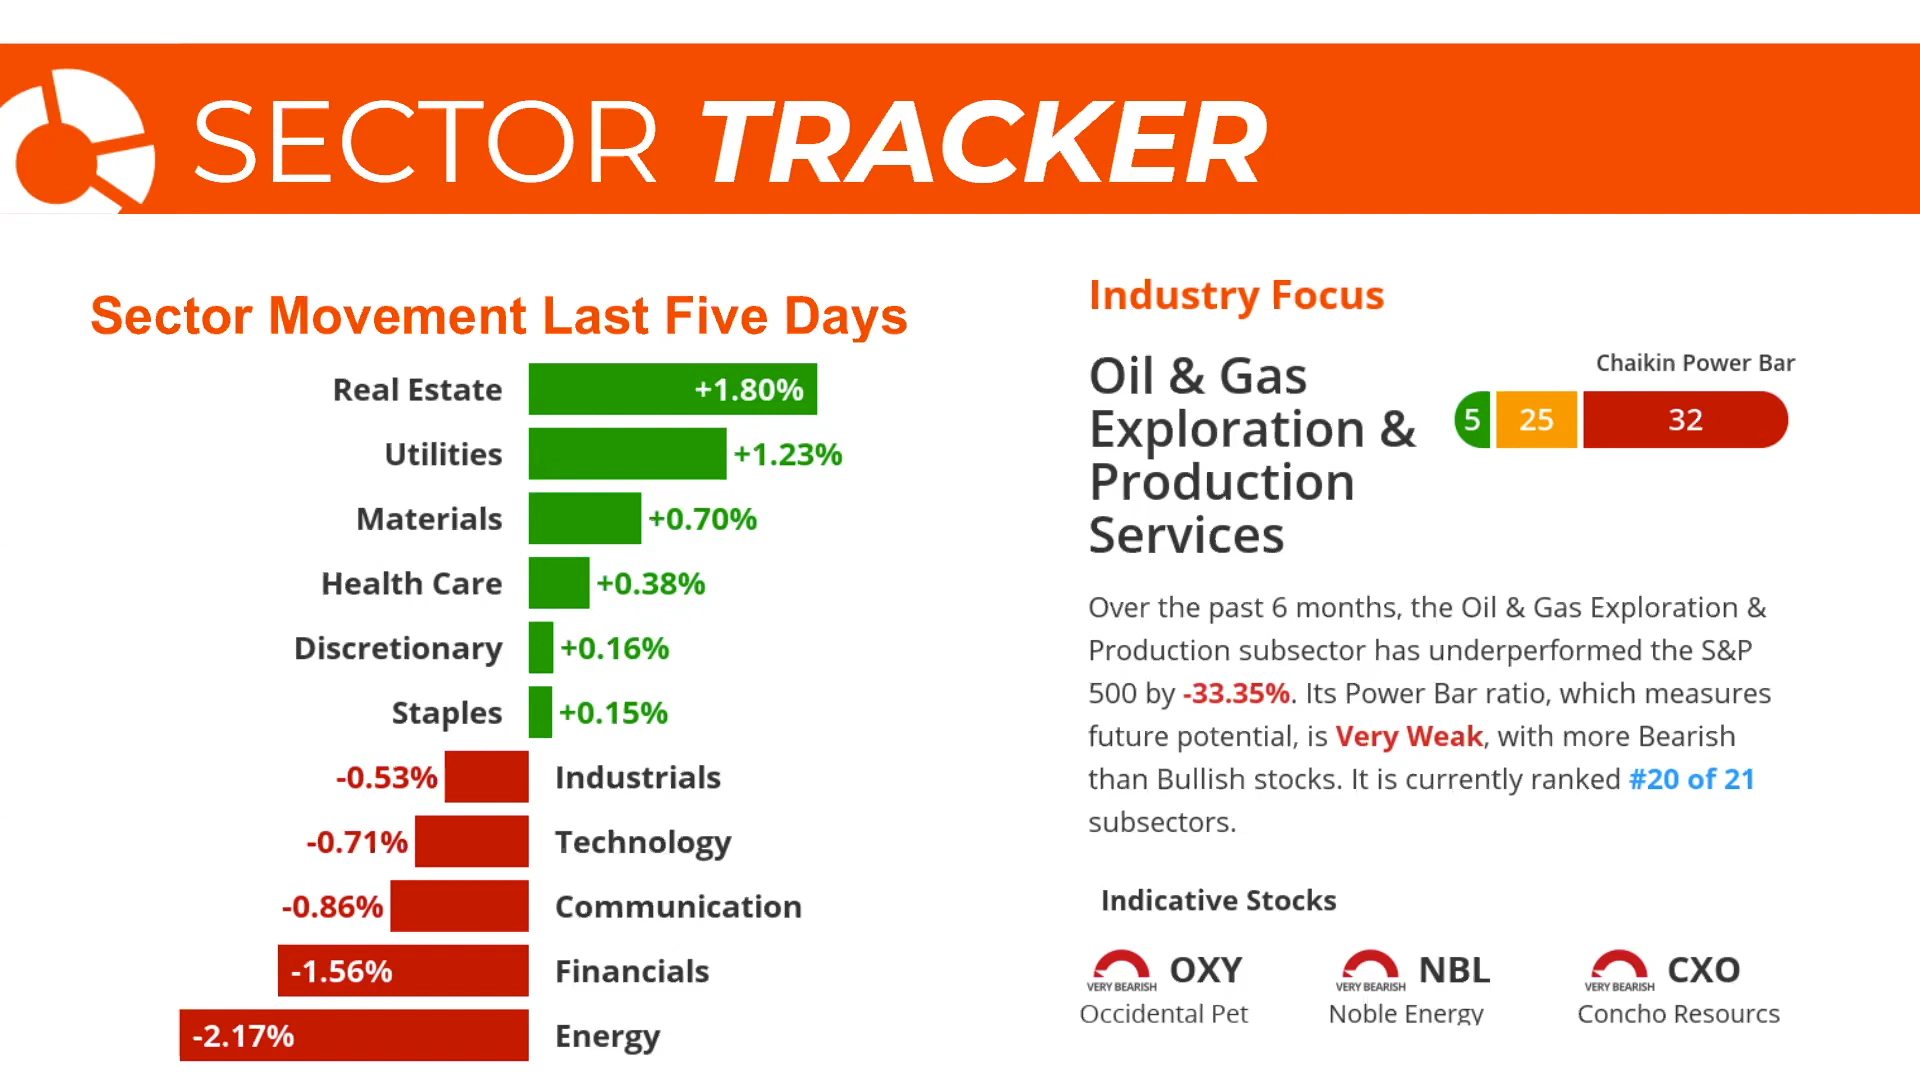 SECTOR TRACKER
Sector Movement Last Five Days
Real Estate +1.80%
Utilities +1.23%
Materials +0.70%
Health Care +0.38%
Discretionary +0.16%
Staples +0.15%
-0.53% Industrials
-0.71% Technology
-0.86% Communication
-1.56% Financials
-2.17% Energy
Industry Focus
Oil & Gas
Exploration &
Production
Services
Chaikin Power Bar
5 25 32
Over the past 6 months, the Oil & Gas Exploration &
Production subsector has underperformed the S&P
500 by -33.35%. Its Power Bar ratio, which measures
future potential, is Very Weak, with more Bearish
than Bullish stocks. It is currently ranked #20 of 21
subsectors.
Indicative Stocks
VERY BEARISH OXY
Occidental Pet
VERY BEARISH NBL
Noble Energy
VERY BEARISH CXO
Concho Resourcs